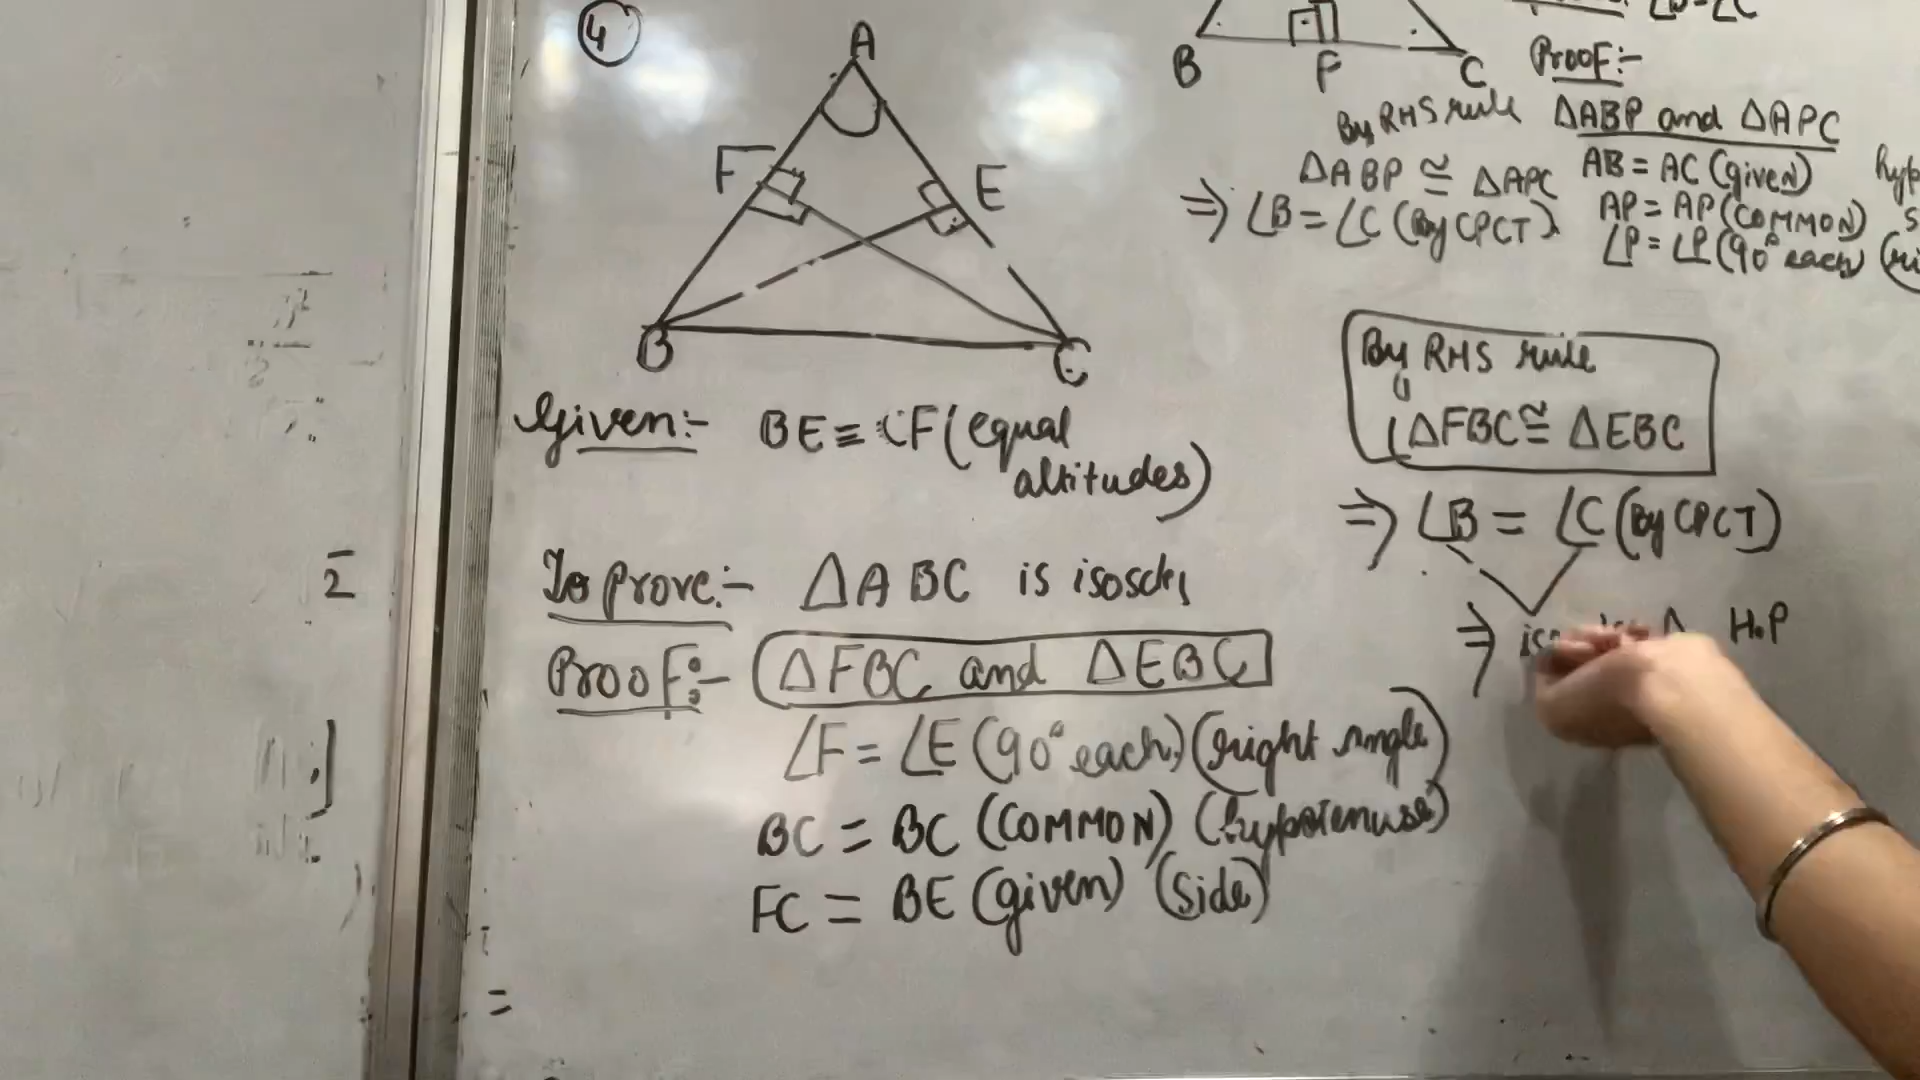 4
A
F
E
B
C
Given:- BE = CF (equal
altitudes)
To prove:- ΔABC is
Proof:- ΔFBC and ΔEBC
∠F = ∠E (90° each) (right angle)
BC = BC (COMMON) (hypotenuse)
FC = BE (given) (side)
B
P
C
∠B=∠C
Proof:-
By RHS rule ΔABP and ΔAPC
ΔABP ≅ ΔAPC AB = AC (given)
⇒ ∠B = ∠C (By CPCT) AP = AP (COMMON)
∠P = ∠P (90° each)
By RHS rule
ΔFBC ≅ ΔEBC
⇒ ∠B = ∠C (By CPCT)
⇒ Δ H.P
2
=